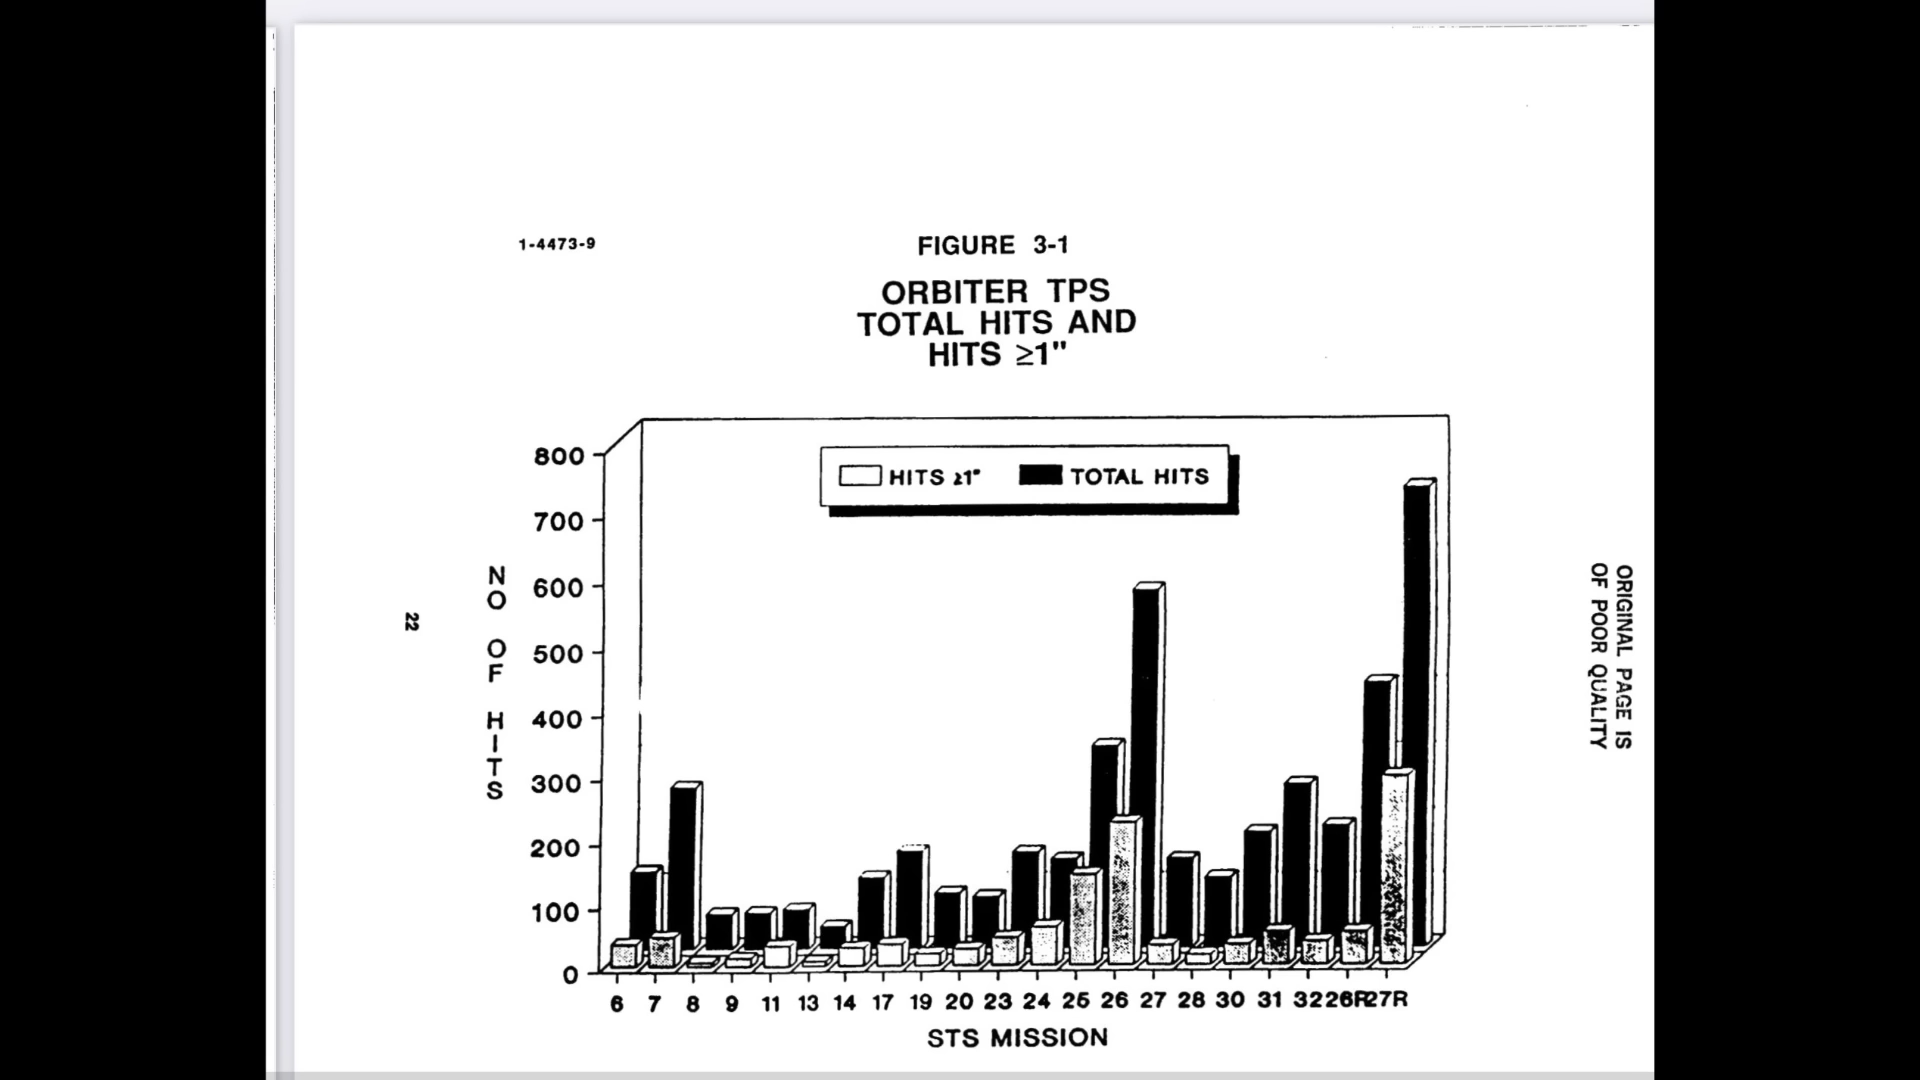 1-4473-9
FIGURE 3-1
ORBITER TPS
TOTAL HITS AND
HITS ≥1"
HITS ≥1"
TOTAL HITS
800
700
600
500
400
300
200
100
0
NO OF HITS
6 7 8 9 11 13 14 17 19 20 23 24 25 26 27 28 30 31 32 26R 27R
STS MISSION
22
ORIGINAL PAGE IS
OF POOR QUALITY